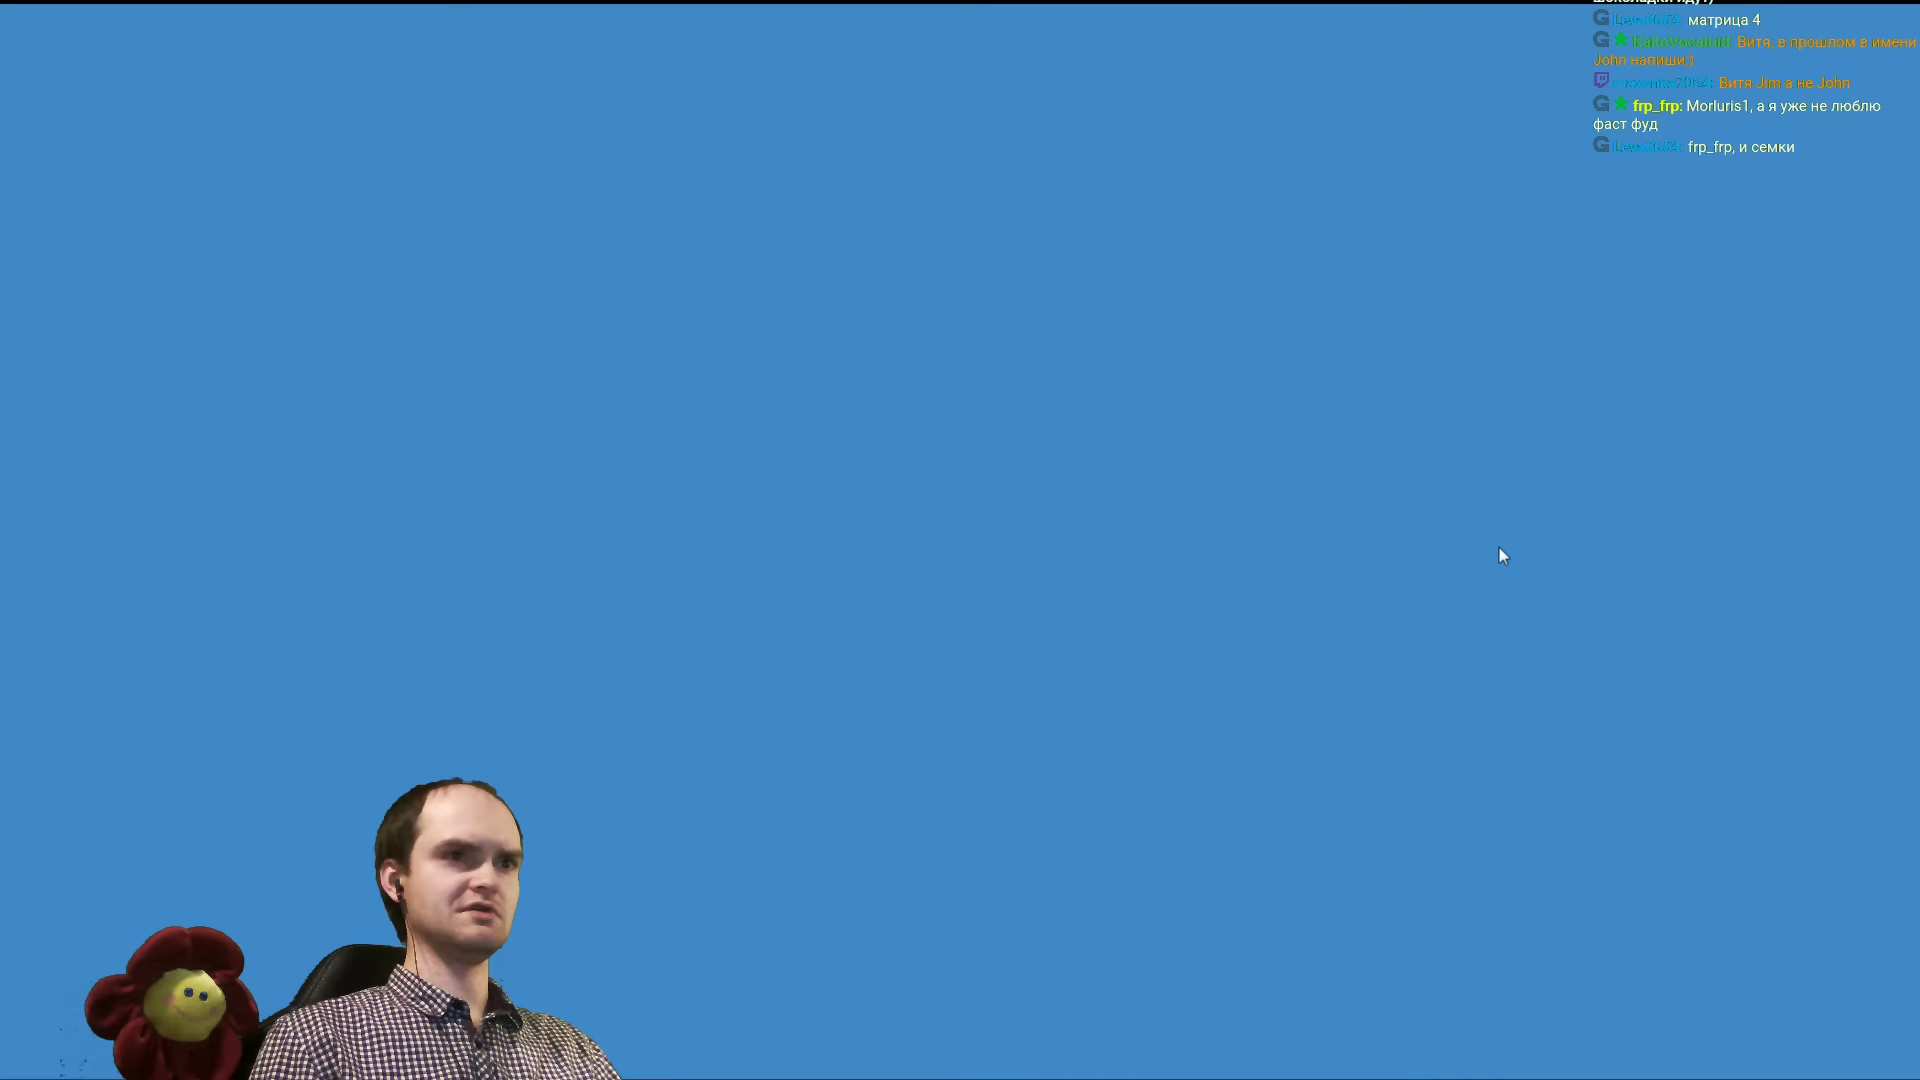 матрица 4
KaitoVocaloid: Витя, в прошлом в имени
John напиши:)
Витя Jim а не John
frp_frp: Morluris1, а я уже не люблю
фаст фуд
frp_frp, и семки